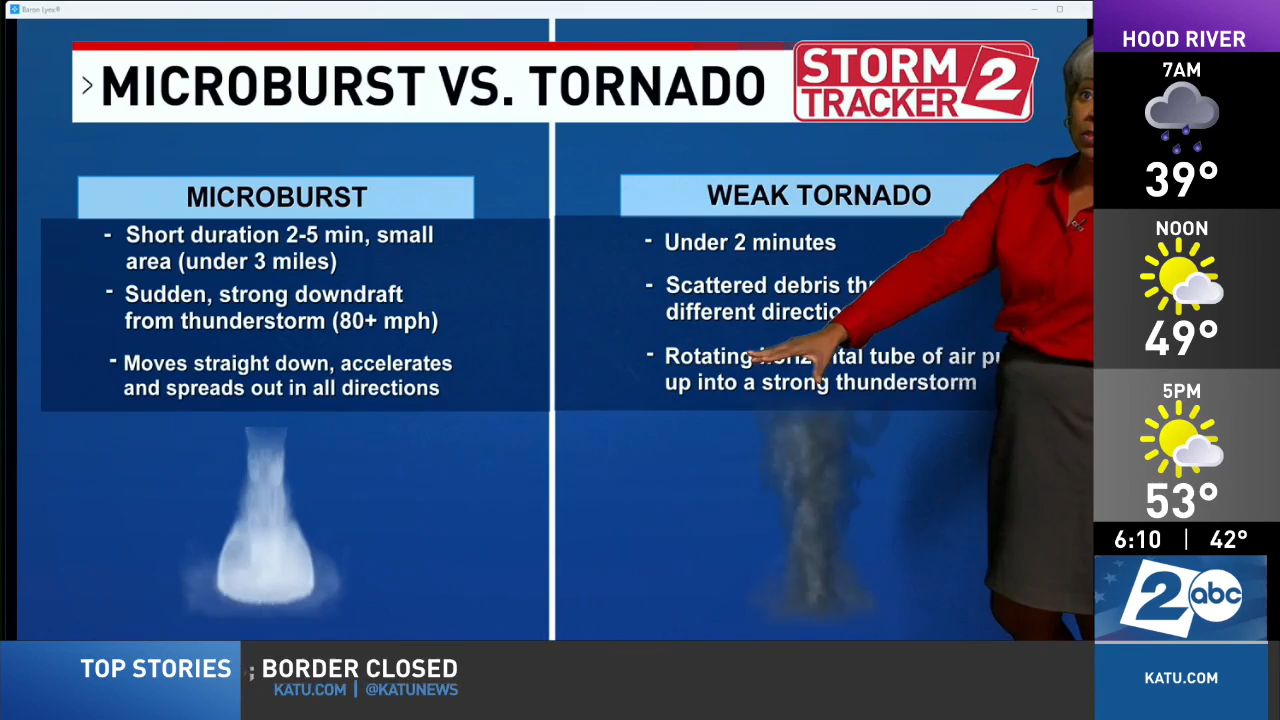 Baron Lynx®
MICROBURST VS. TORNADO
STORM
TRACKER 2
MICROBURST
- Short duration 2-5 min, small
area (under 3 miles)
- Sudden, strong downdraft
from thunderstorm (80+ mph)
- Moves straight down, accelerates
and spreads out in all directions
WEAK TORNADO
- Under 2 minutes
- Scattered debris
different
- Rotating tube of air
up into a strong thunderstorm
HOOD RIVER
7AM
39°
NOON
49°
5PM
53°
6:10 | 42°
2 abc
KATU.COM
TOP STORIES
; BORDER CLOSED
KATU.COM | @KATUNEWS